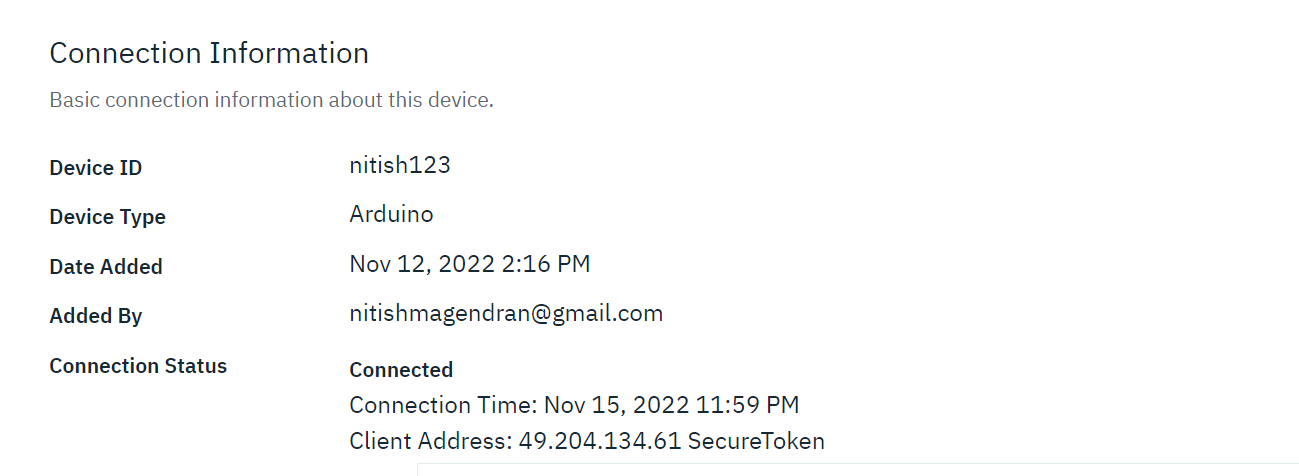 Connection Information
Basic connection information about this device.
Device ID nitish123
Device Type Arduino
Date Added Nov 12, 2022 2:16 PM
Added By nitishmagendran@gmail.com
Connection Status Connected
Connection Time: Nov 15, 2022 11:59 PM
Client Address: 49.204.134.61 SecureToken